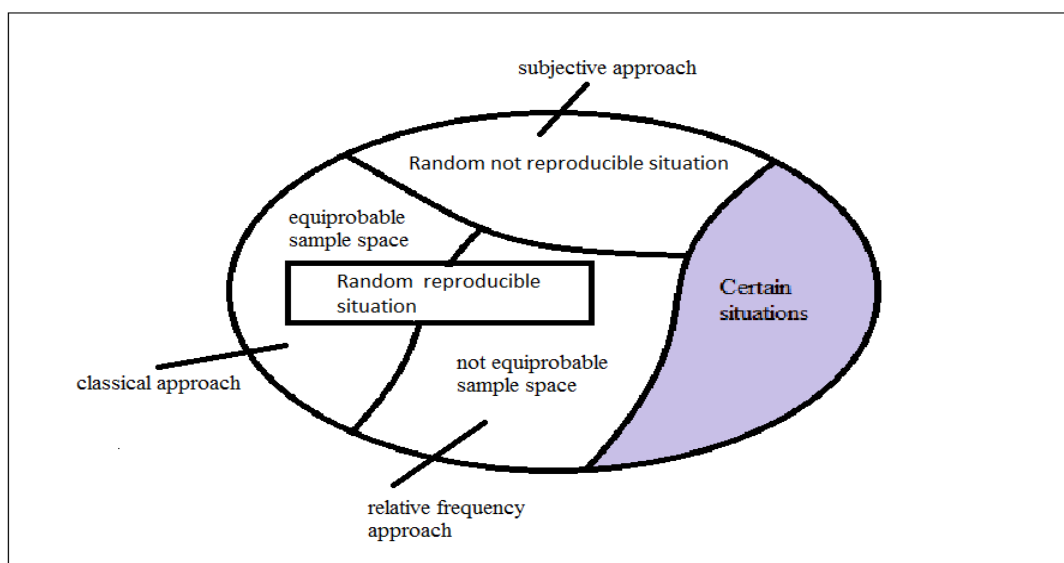 subjective approach
Random not reproducible situation
equiprobable
sample space
Random reproducible
situation
Certain
situations
not equiprobable
sample space
classical approach
relative frequency
approach